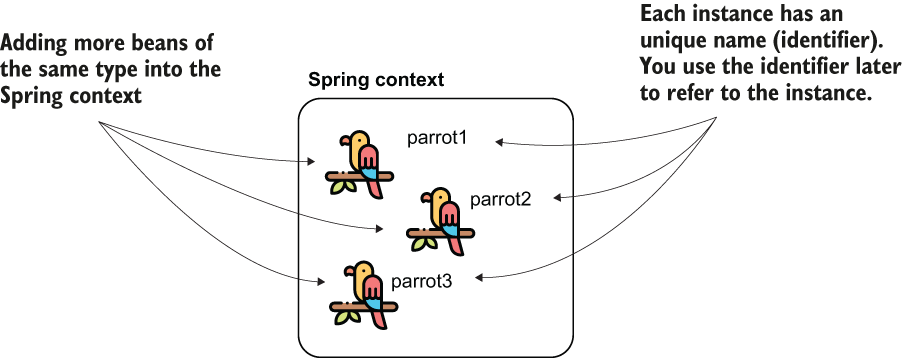 Adding more beans of
the same type into the
Spring context
Each instance has an
unique name (identifier).
You use the identifier later
to refer to the instance.
Spring context
parrot1
parrot2
parrot3